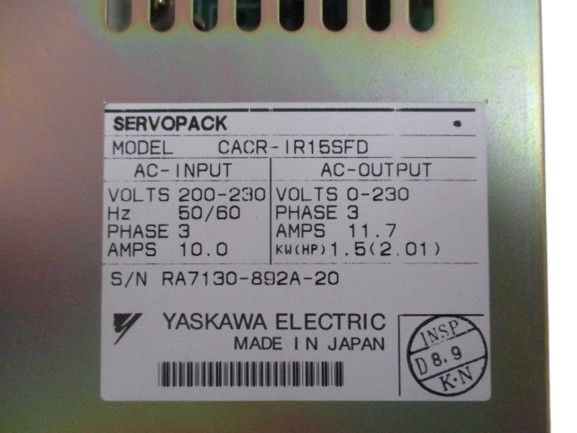 SERVOPACK
MODEL CACR-IR15SFD
AC-INPUT AC-OUTPUT
VOLTS 200-230 VOLTS 0-230
Hz 50/60 PHASE 3
PHASE 3 AMPS 11.7
AMPS 10.0 KW(HP) 1.5(2.01)
S/N RA7130-892A-20
YASKAWA ELECTRIC
MADE IN JAPAN
INSP
D 8.9
K·N